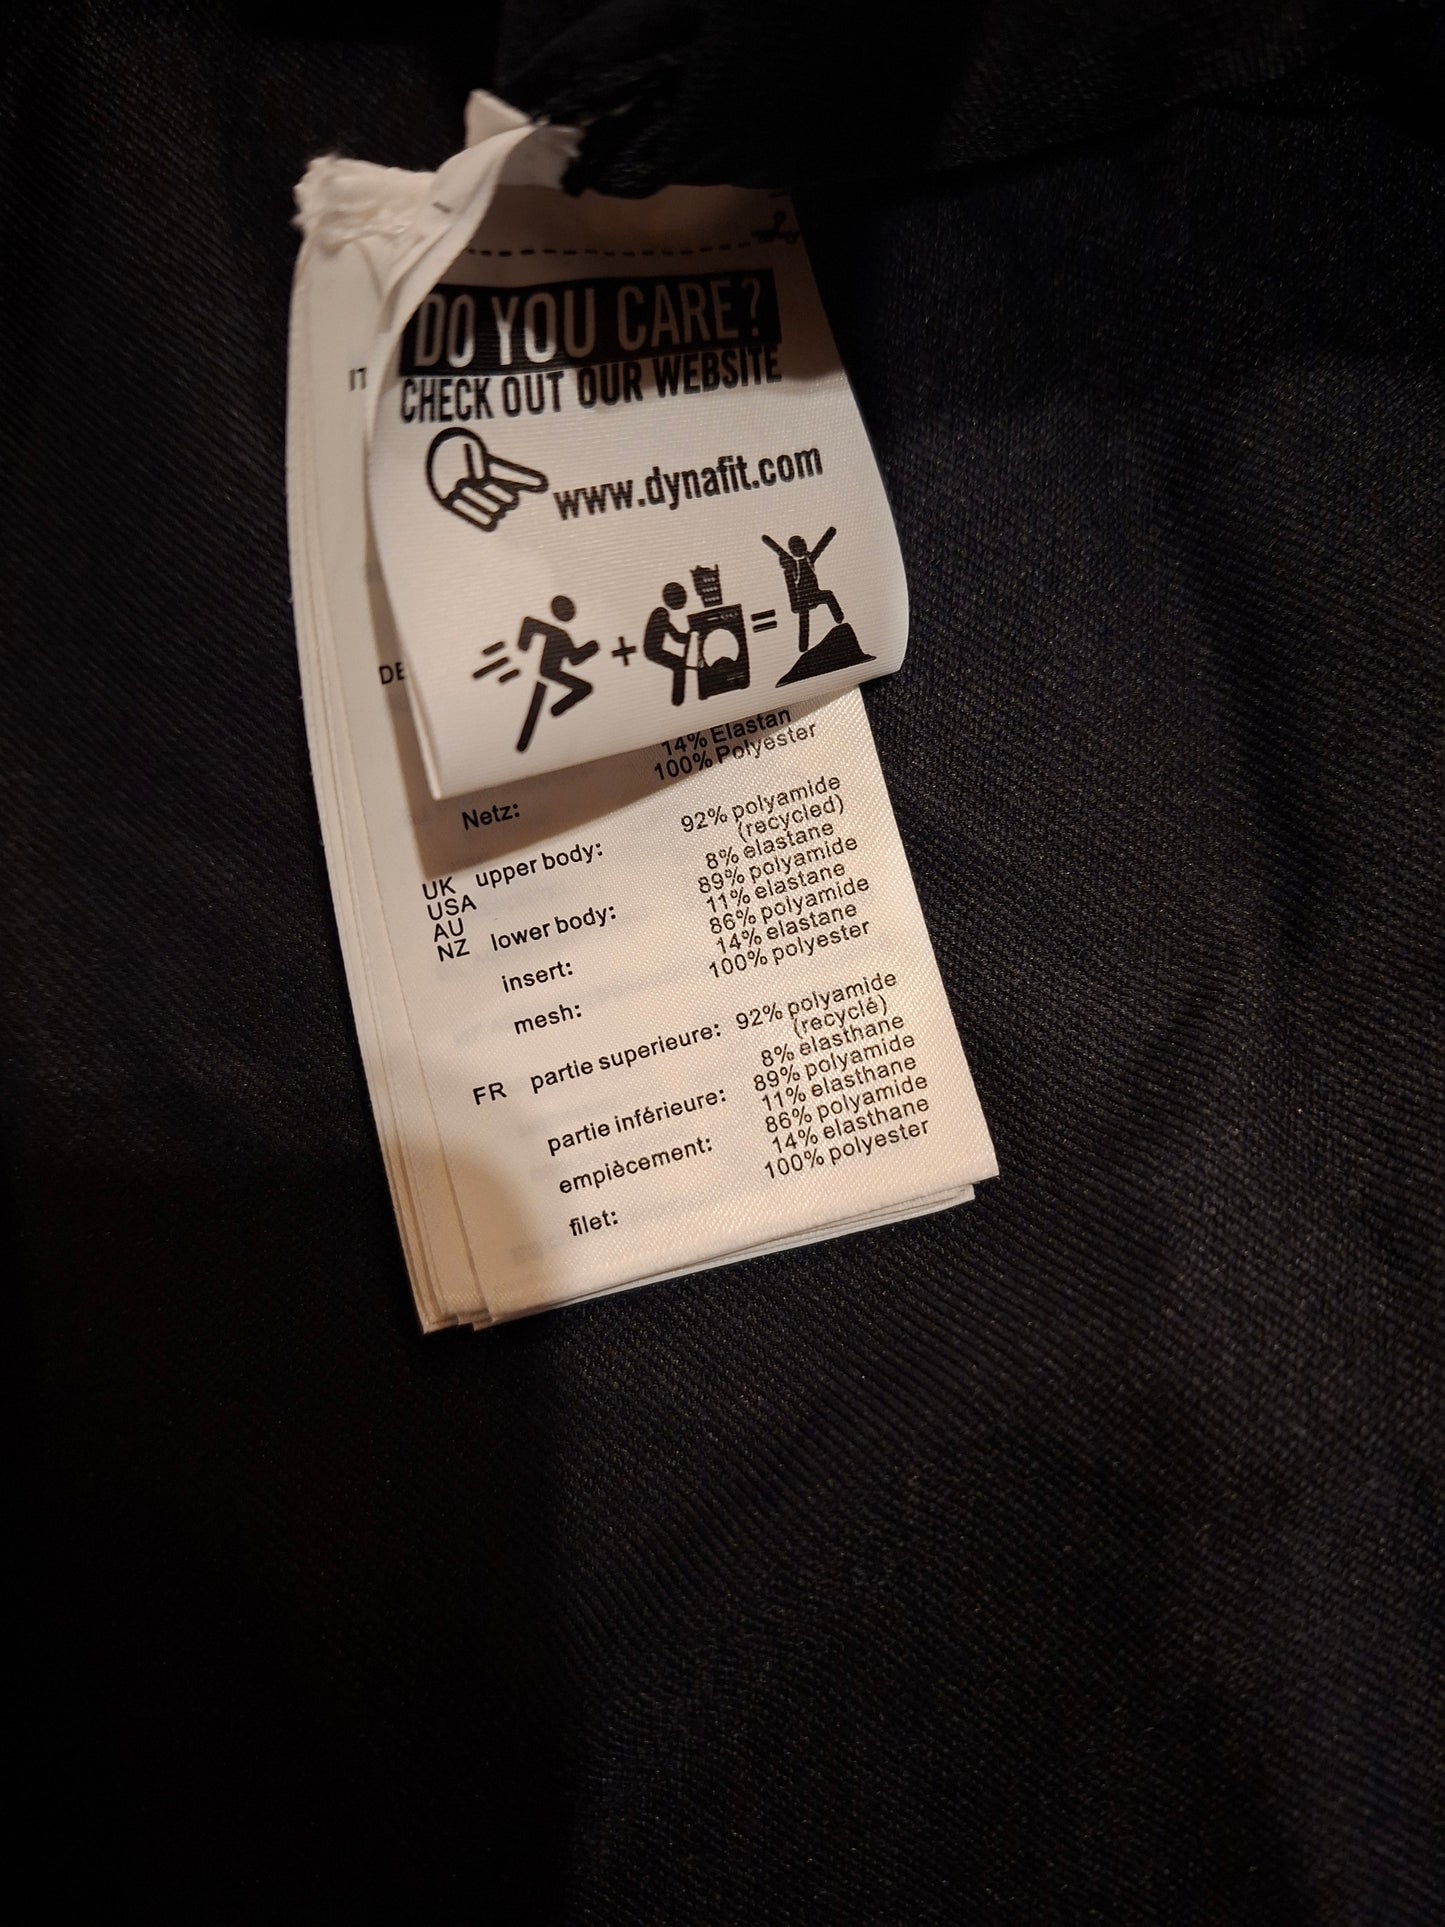 DO YOU CARE?
CHECK OUT OUR WEBSITE
www.dynafit.com
IT
DE
14% Elastan
Netz: 100% Polyester
UK USA AU NZ upper body: 92% polyamide
(recycled)
8% elastane
lower body: 89% polyamide
11% elastane
insert: 86% polyamide
14% elastane
mesh: 100% polyester
FR partie superieure: 92% polyamide
(recyclé)
8% elasthane
partie inférieure: 89% polyamide
11% elasthane
empiècement: 86% polyamide
14% elasthane
filet: 100% polyester